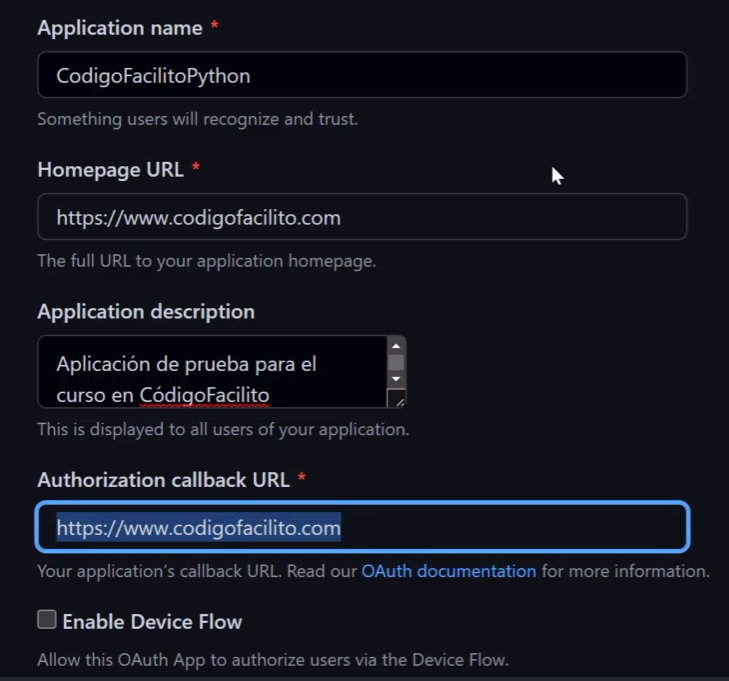 Application name *
CodigoFacilitoPython
Something users will recognize and trust.
Homepage URL *
https://www.codigofacilito.com
The full URL to your application homepage.
Application description
Aplicación de prueba para el
curso en CódigoFacilito
This is displayed to all users of your application.
Authorization callback URL *
https://www.codigofacilito.com
Your application’s callback URL. Read our OAuth documentation for more information.
Enable Device Flow
Allow this OAuth App to authorize users via the Device Flow.